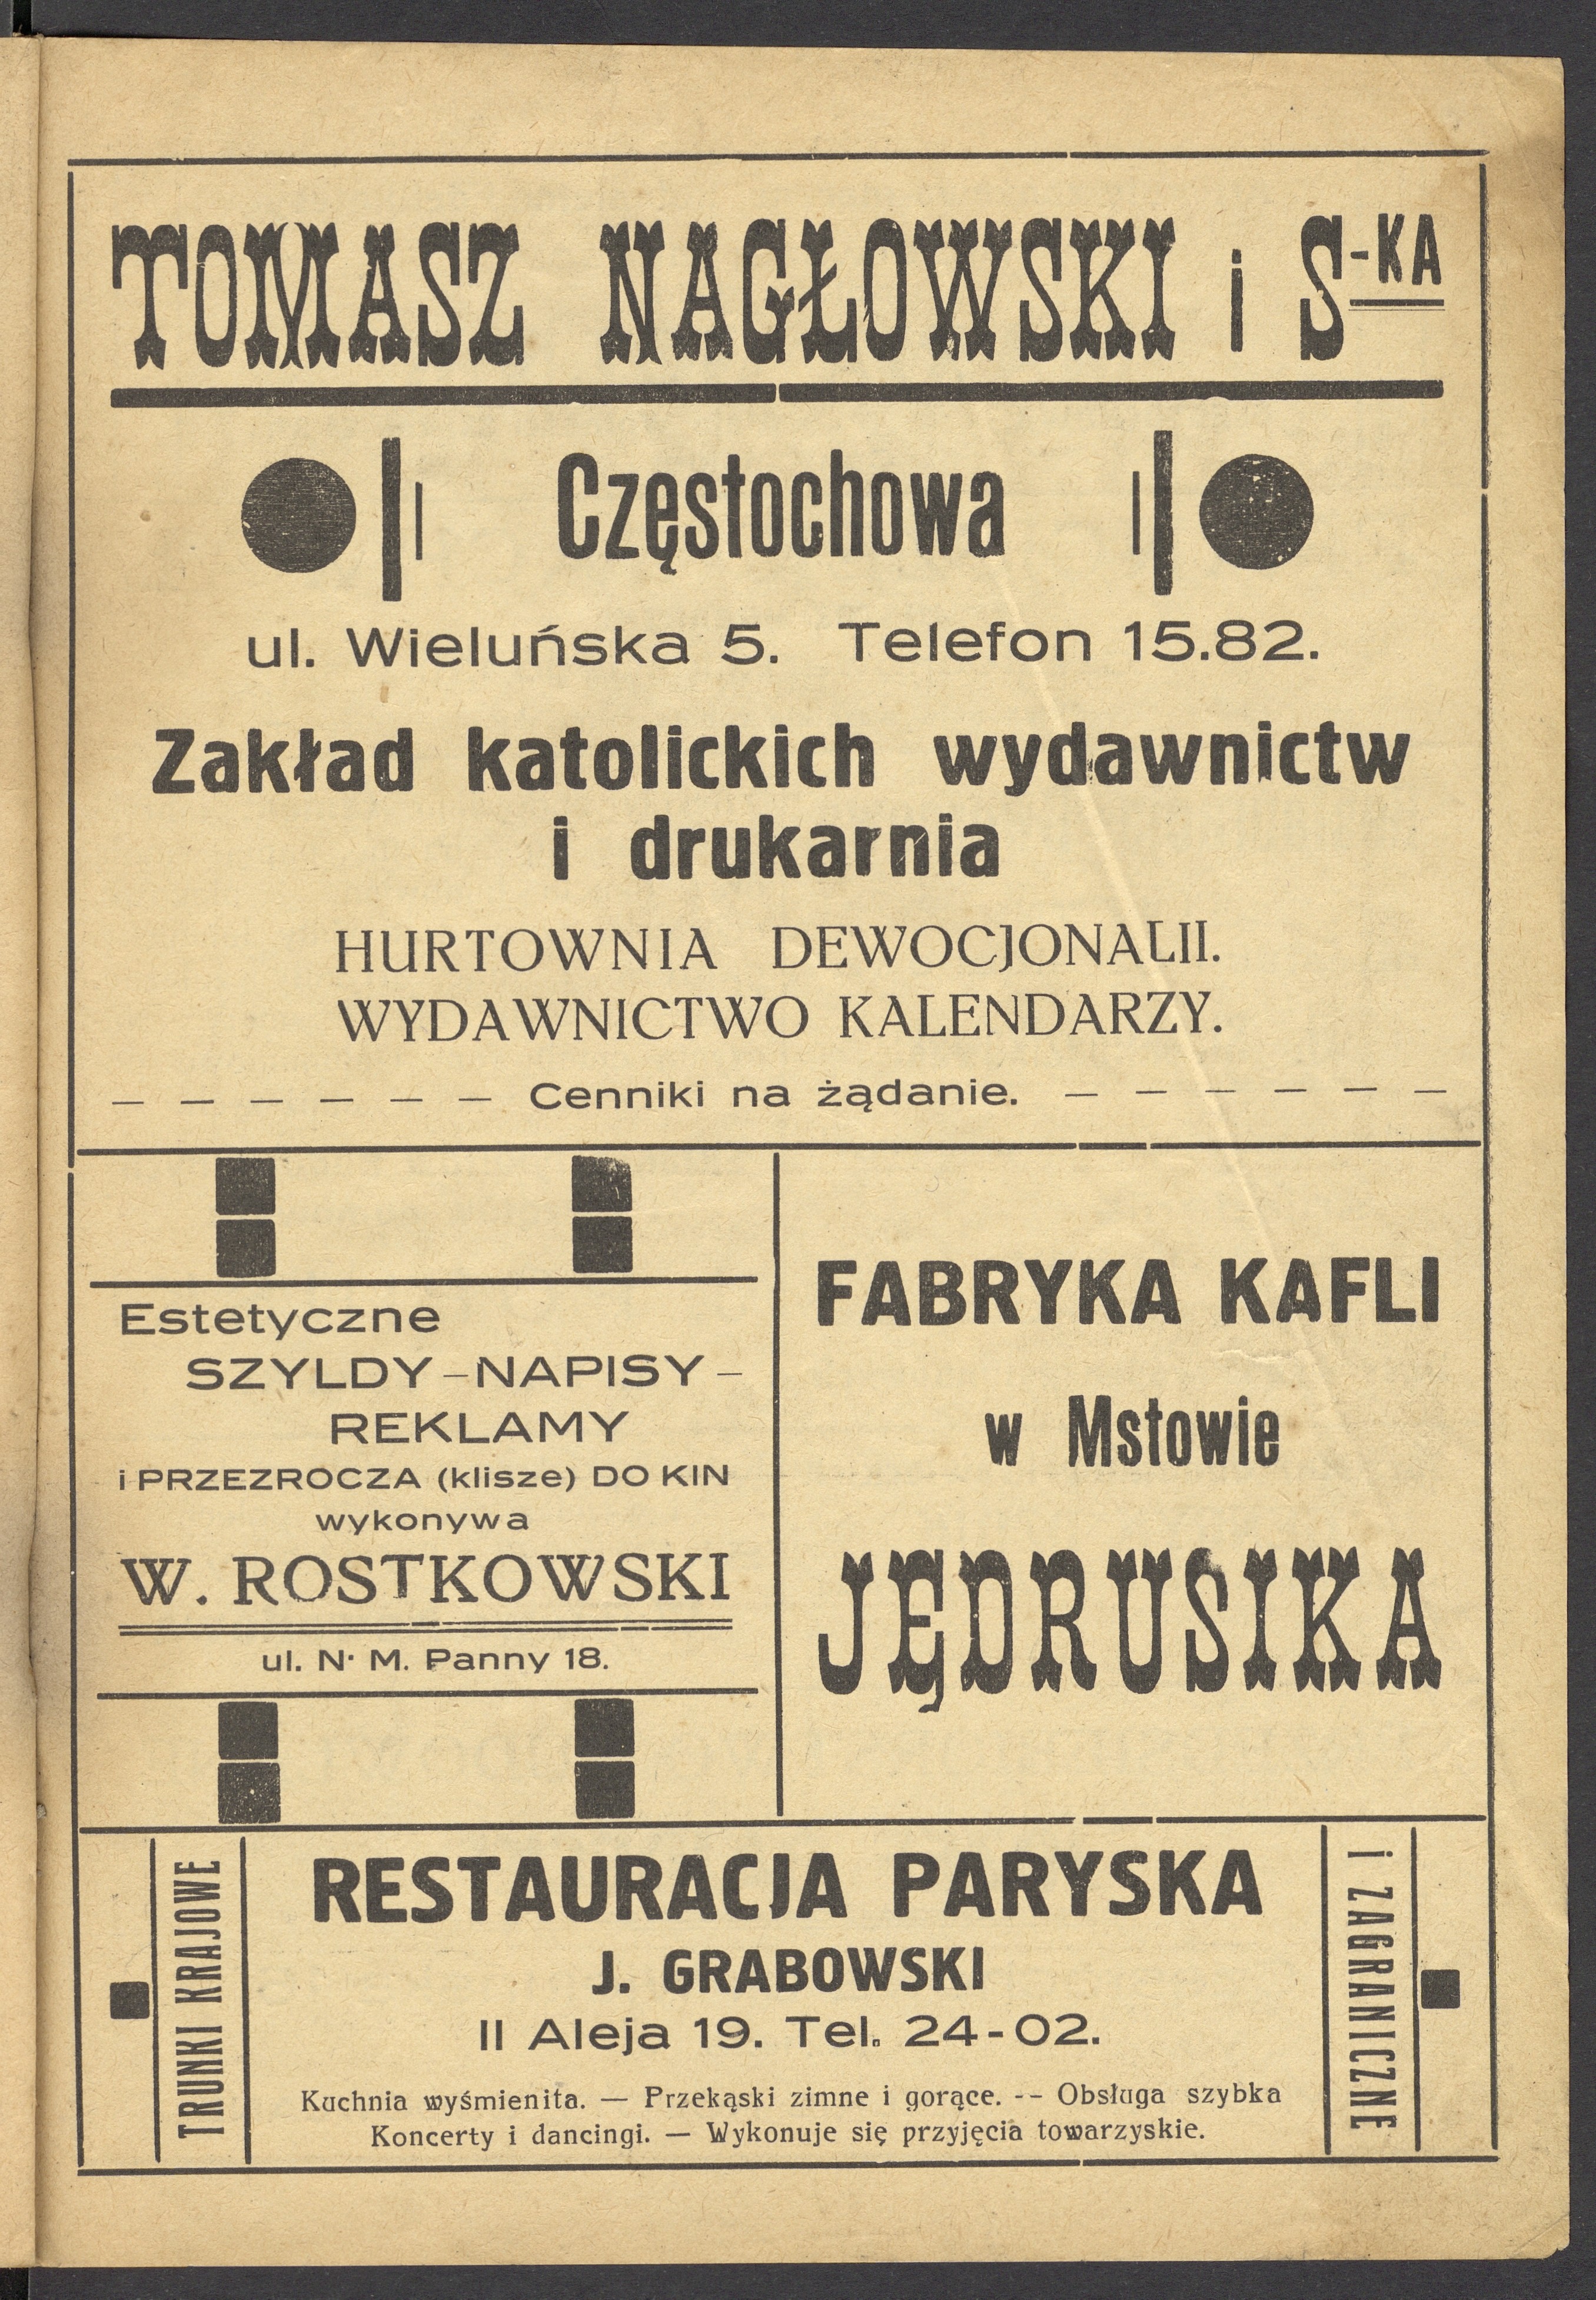 TOMASZ NAGŁOWSKI i S-KA
Częstochowa
ul. Wieluńska 5. Telefon 15.82.
Zakład katolickich wydawnictw
i drukarnia
HURTOWNIA DEWOCJONALII.
WYDAWNICTWO KALENDARZY.
— — — — — — Cenniki na żądanie. — — — — — —
Estetyczne
SZYLDY – NAPISY –
REKLAMY
i PRZEZROCZA (klisze) DO KIN
wykonywa
W. ROSTKOWSKI
ul. N· M. Panny 18.
FABRYKA KAFLI
w Mstowie
JĘDRUSIKA
TRUNKI KRAJOWE
RESTAURACJA PARYSKA
J. GRABOWSKI
II Aleja 19. Tel. 24-02.
Kuchnia wyśmienita. — Przekąski zimne i gorące. -- Obsługa szybka
Koncerty i dancingi. — Wykonuje się przyjęcia towarzyskie.
i ZAGRANICZNE